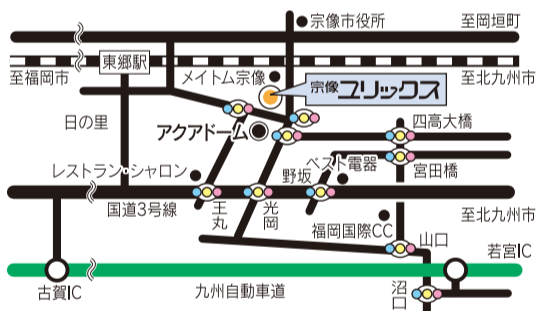 宗像市役所
至岡垣町
東郷駅
至福岡市
メイトム宗像
宗像ユリックス
至北九州市
日の里
アクアドーム
四高大橋
レストラン・シャロン
ベスト電器
野坂
宮田橋
国道3号線
王丸
光岡
至北九州市
福岡国際CC
山口
若宮IC
古賀IC
九州自動車道
沼口